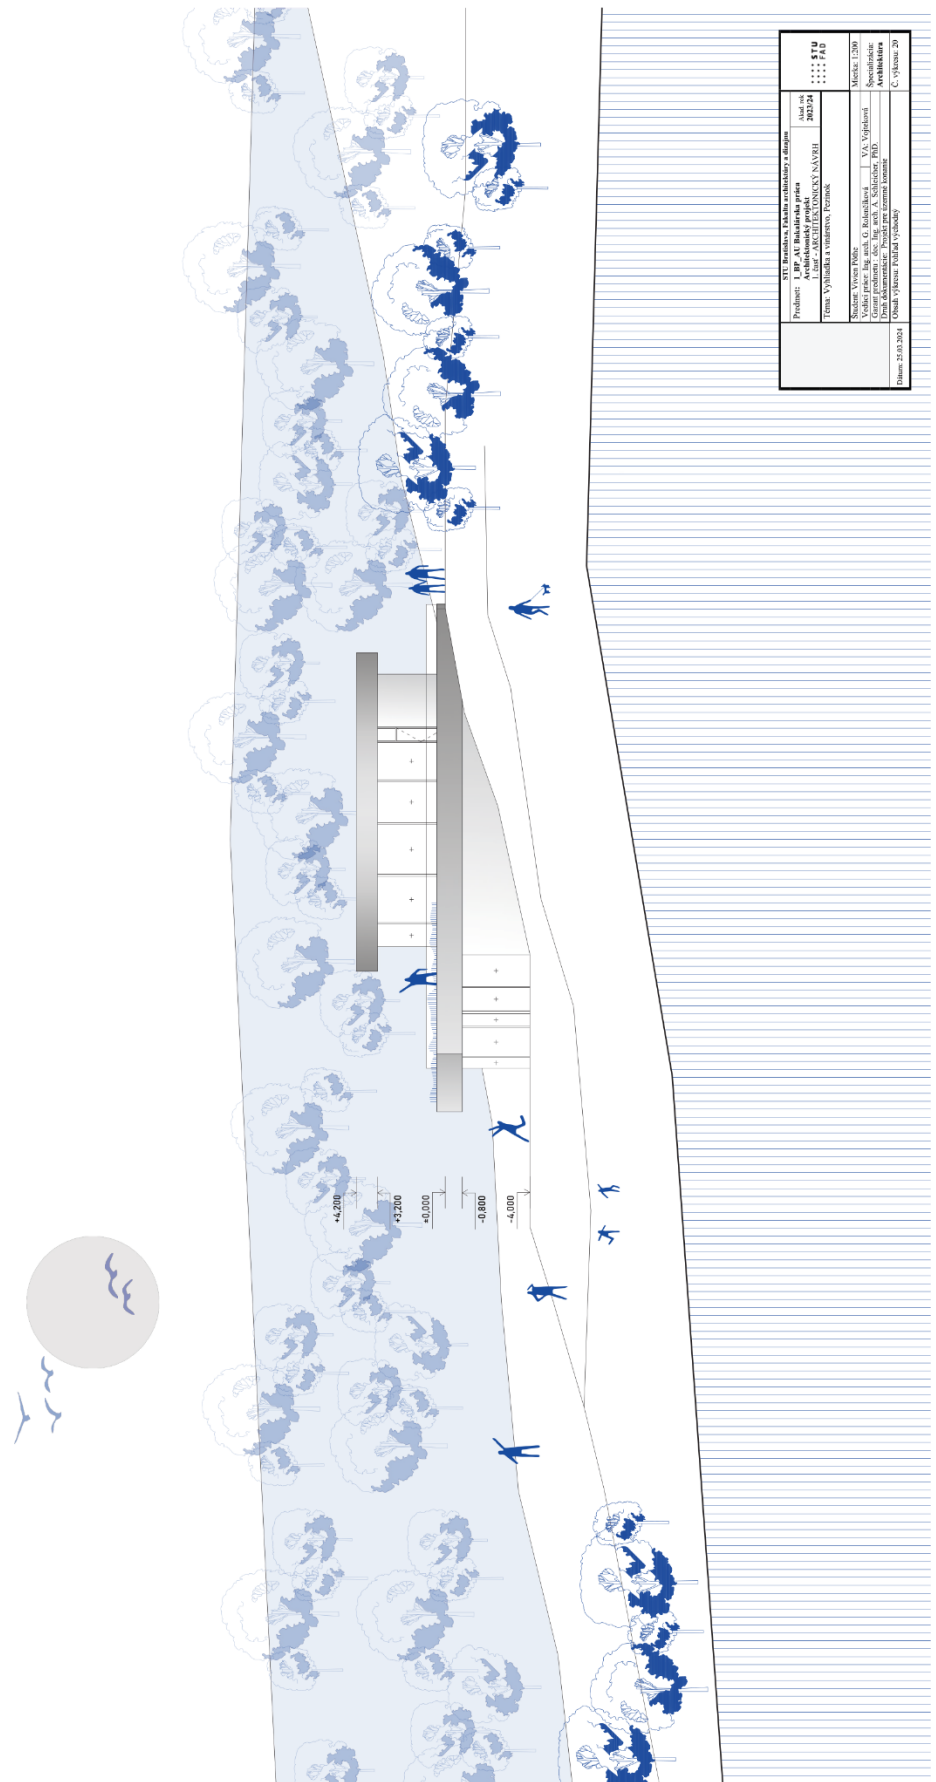 +4,200
+3,200
±0,000
-0,800
-4,000
STU Bratislava, Fakulta architektúry a dizajnu
Predmet: 1_BP_AU Bakalárska práca
Architektonický projekt
1. časť - ARCHITEKTONICKÝ NÁVRH
Akad. rok
2023/24
STU
FAD
Téma: Vyhliadka a vinárstvo, Pezinok
Študent: Vivien Pőthe
Mierka: 1:200
Vedúci práce: Ing. arch. G. Rolenčíková
VA: Vojteková
Špecializácia:
Architektúra
Garant predmetu : doc. Ing. arch. A. Schleicher, PhD.
Druh dokumentácie: Projekt pre územné konanie
Dátum: 25.03.2024
Obsah výkresu: Pohľad východný
Č. výkresu: 20